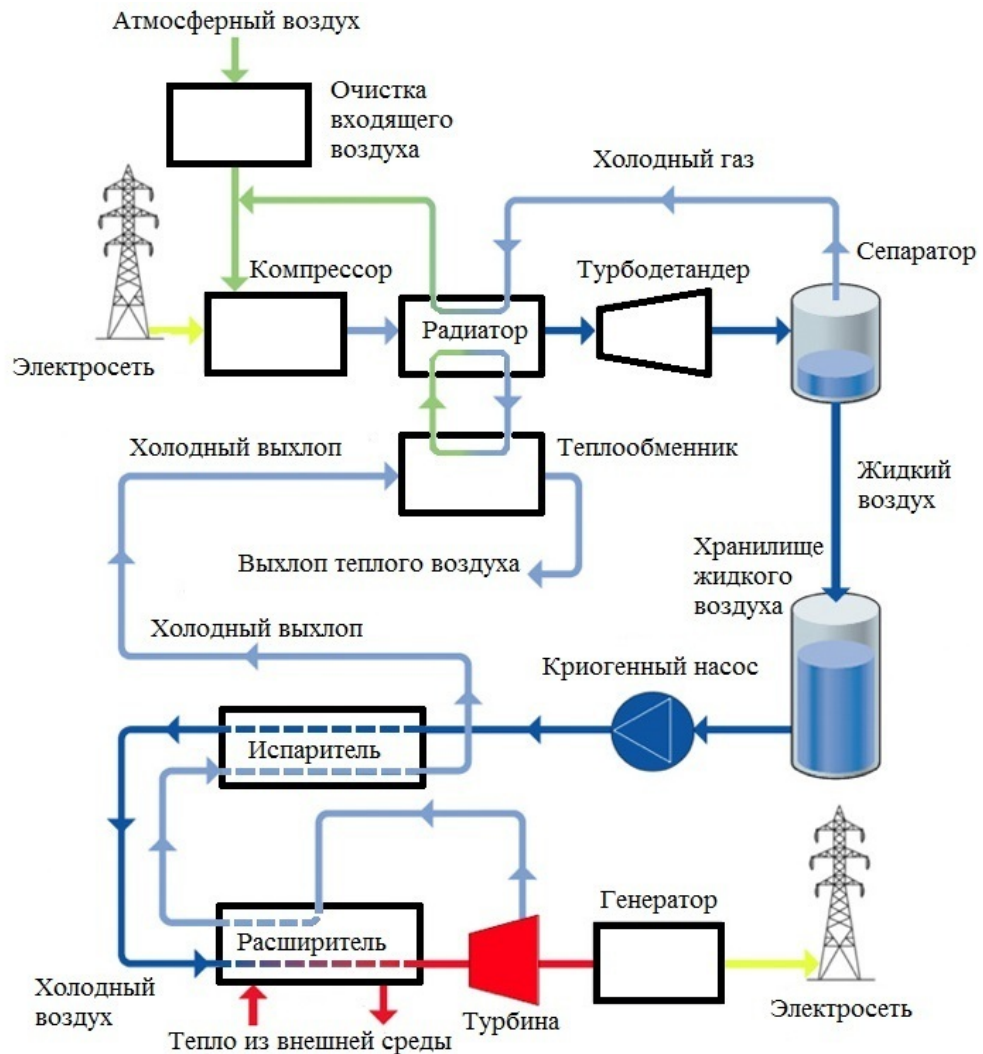 Атмосферный воздух
Очистка
входящего
воздуха
Холодный газ
Компрессор
Турбодетандер
Сепаратор
Радиатор
Электросеть
Холодный выхлоп
Теплообменник
Жидкий
воздух
Выхлоп теплого воздуха
Хранилище
жидкого
воздуха
Холодный выхлоп
Криогенный насос
Испаритель
Генератор
Расширитель
Холодный
воздух
Тепло из внешней среды
Турбина
Электросеть